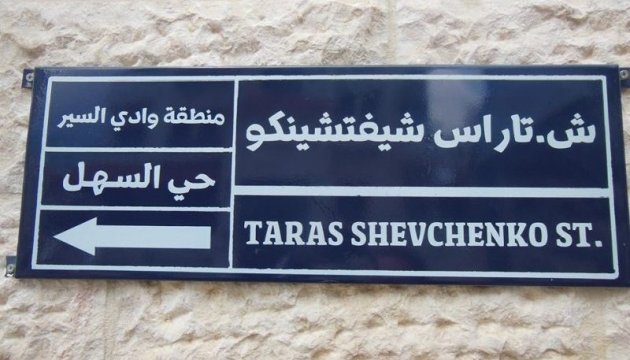 ش.تاراس شيفتشينكو
TARAS SHEVCHENKO ST.
منطقة وادي السير
حي السهل